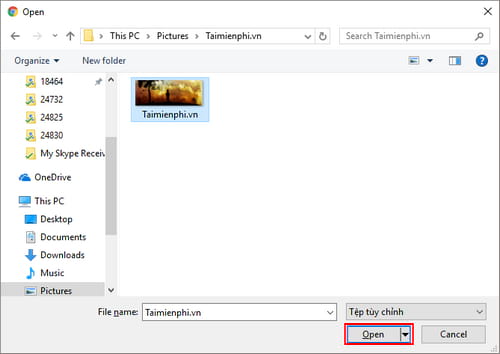 Open
This PC > Pictures > Taimienphi.vn
Search Taimienphi.vn
Organize
New folder
18464
24732
24825
24830
My Skype Receiv
OneDrive
This PC
Desktop
Documents
Downloads
Music
Pictures
Taimienphi.vn
File name: Taimienphi.vn
Tệp tùy chỉnh
Open
Cancel